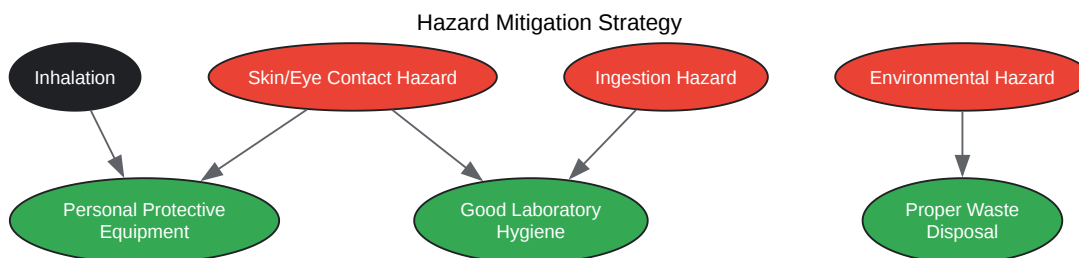 Hazard Mitigation Strategy
Inhalation
Skin/Eye Contact Hazard
Ingestion Hazard
Environmental Hazard
Personal Protective
Equipment
Good Laboratory
Hygiene
Proper Waste
Disposal